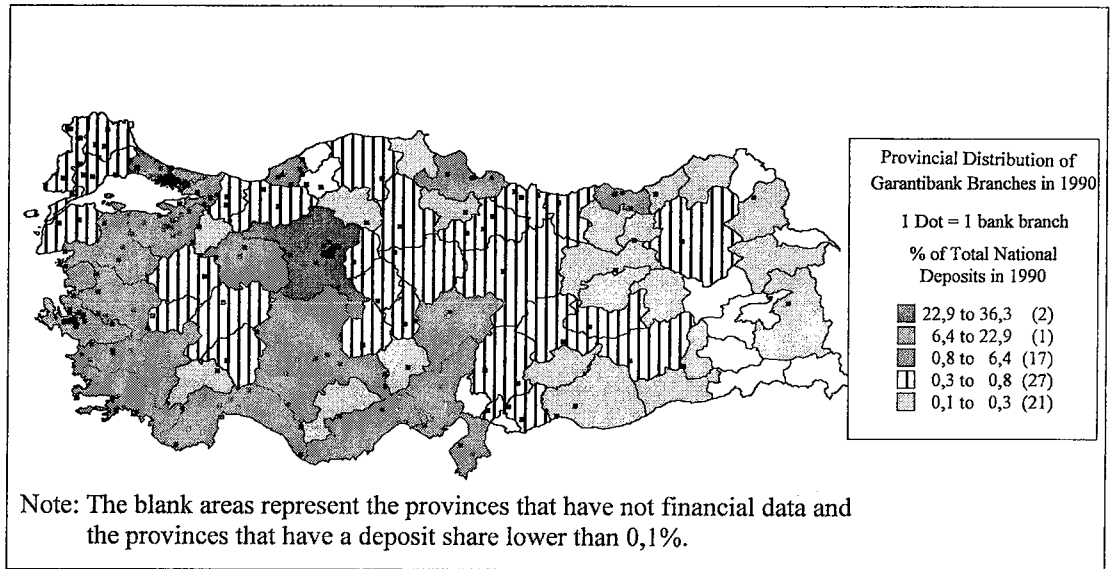 Provincial Distribution of
Garantibank Branches in 1990
1 Dot = 1 bank branch
% of Total National
Deposits in 1990
22,9 to 36,3 (2)
6,4 to 22,9 (1)
0,8 to 6,4 (17)
0,3 to 0,8 (27)
0,1 to 0,3 (21)
Note: The blank areas represent the provinces that have not financial data and
the provinces that have a deposit share lower than 0,1%.